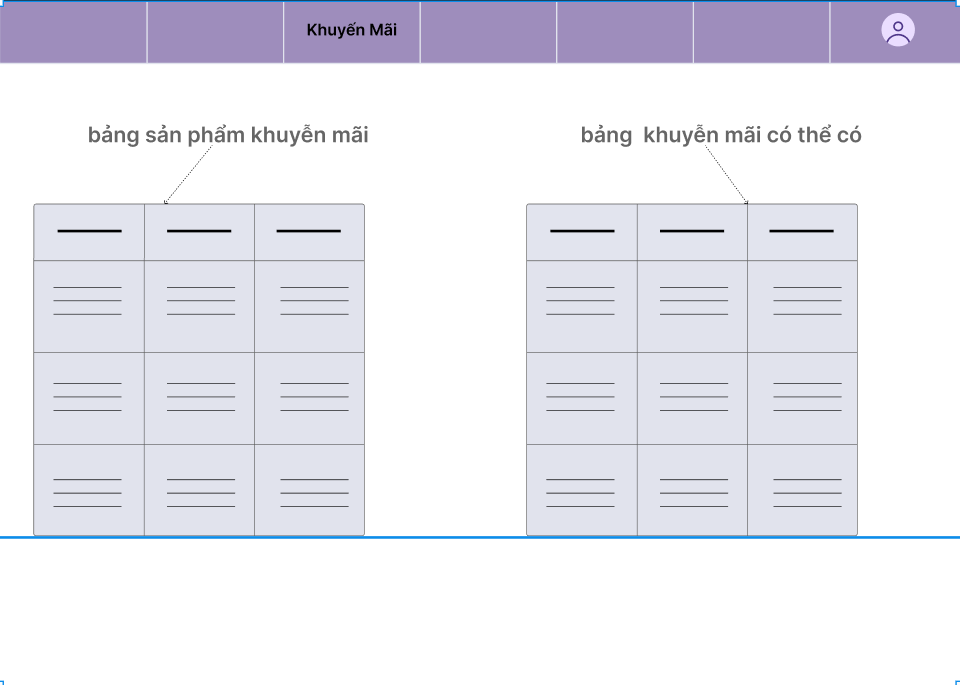 Khuyến Mãi
bảng sản phẩm khuyễn mãi
bảng  khuyễn mãi có thể có